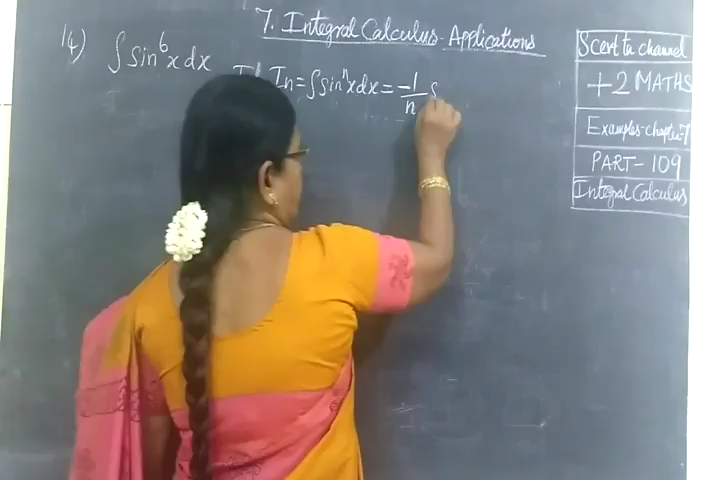 7. Integral Calculus - Applications
14) ∫ sin⁶x dx
Iₙ = ∫ sinⁿx dx = -1/n
Scert tn channel
+2 MATHS
Examples-chapter-7
PART-109
Integral Calculus